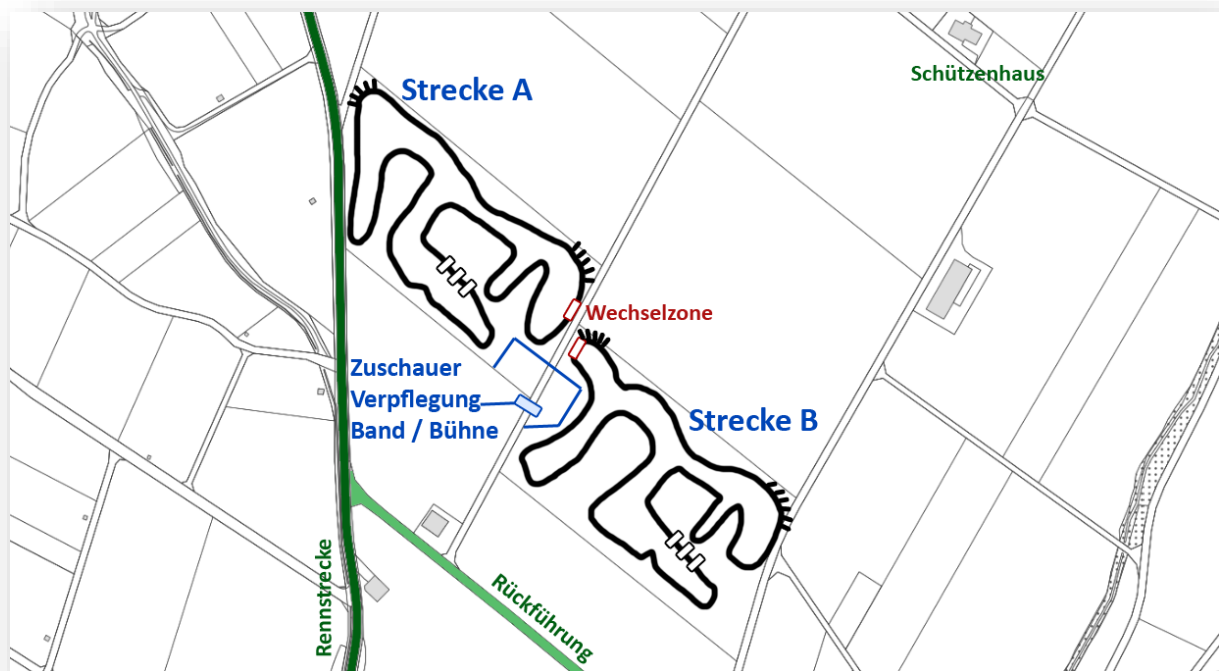 Strecke A
Schützenhaus
Wechselzone
Zuschauer
Verpflegung
Band / Bühne
Strecke B
Rennstrecke
Rückführung